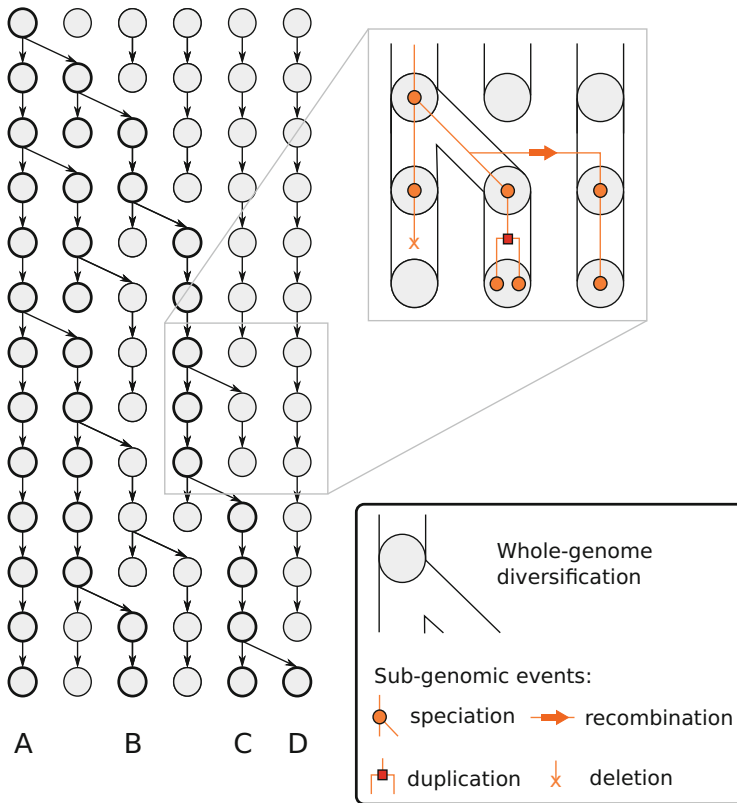 A B C D
Whole-genome
diversification
Sub-genomic events:
speciation recombination
duplication deletion